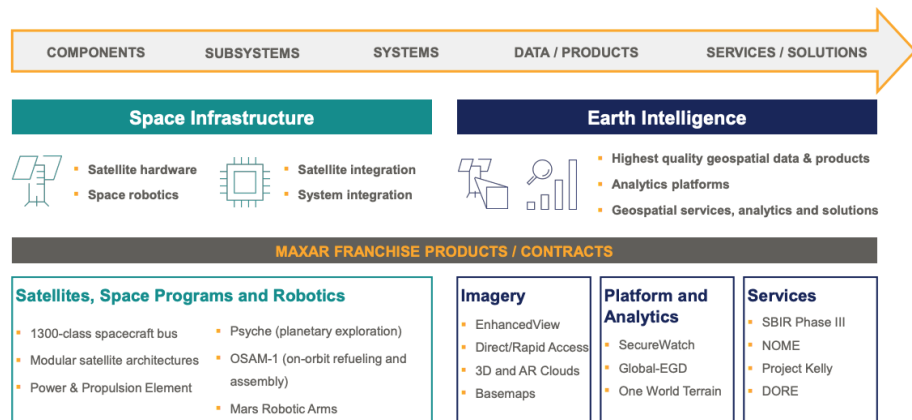 COMPONENTS SUBSYSTEMS SYSTEMS DATA / PRODUCTS SERVICES / SOLUTIONS
Space Infrastructure
Satellite hardware
Space robotics
Satellite integration
System integration
Earth Intelligence
Highest quality geospatial data & products
Analytics platforms
Geospatial services, analytics and solutions
MAXAR FRANCHISE PRODUCTS / CONTRACTS
Satellites, Space Programs and Robotics
1300-class spacecraft bus
Modular satellite architectures
Power & Propulsion Element
Psyche (planetary exploration)
OSAM-1 (on-orbit refueling and
assembly)
Mars Robotic Arms
Imagery
EnhancedView
Direct/Rapid Access
3D and AR Clouds
Basemaps
Platform and
Analytics
SecureWatch
Global-EGD
One World Terrain
Services
SBIR Phase III
NOME
Project Kelly
DORE